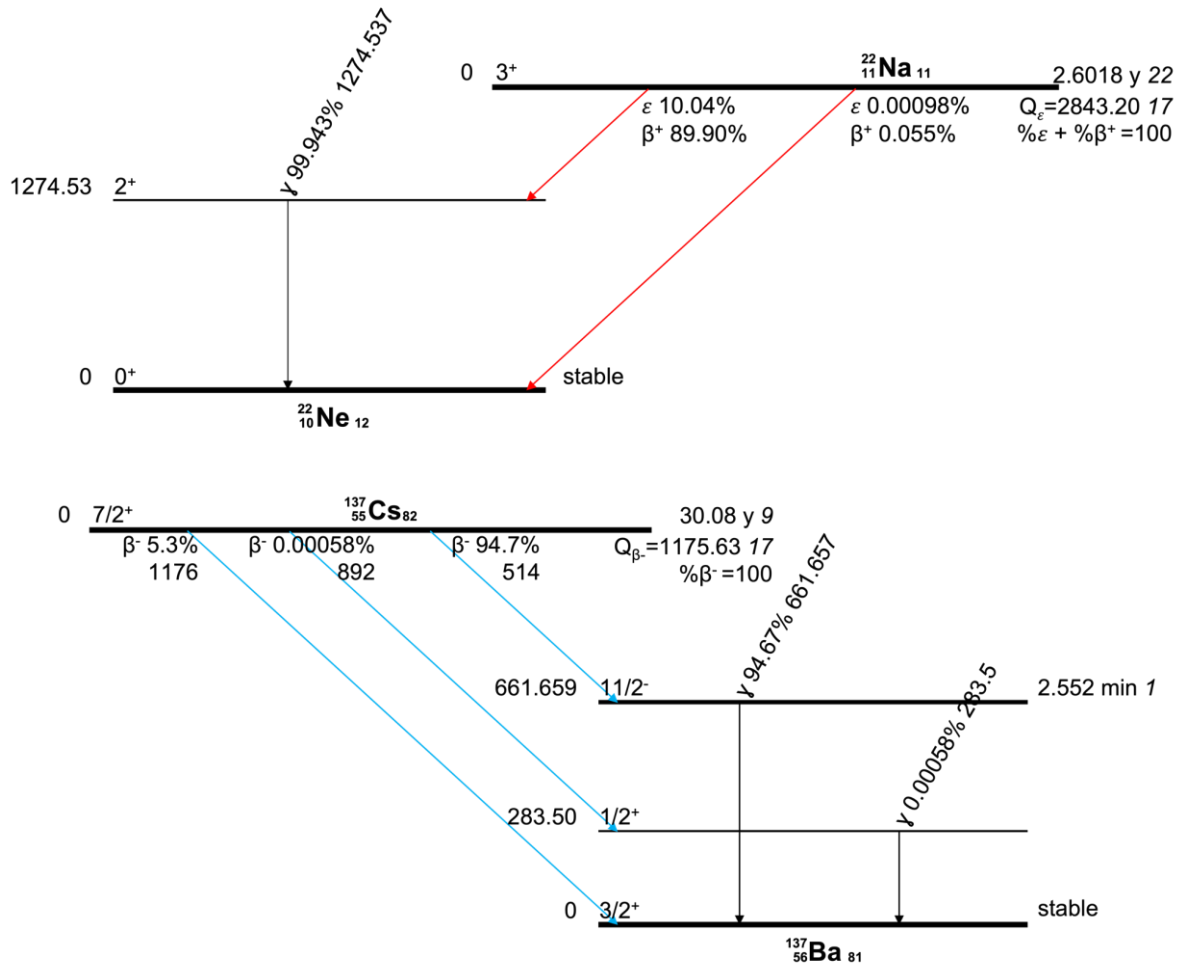 γ 99.943% 1274.537
0 3⁺ ²²₁₁Na ₁₁ 2.6018 y 22
ε 10.04% ε 0.00098% Qε=2843.20 17
β⁺ 89.90% β⁺ 0.055% %ε + %β⁺ =100
1274.53 2⁺
0 0⁺ stable
²²₁₀Ne ₁₂
0 7/2⁺ ¹³⁷₅₅Cs₈₂ 30.08 y 9
β⁻ 5.3% β⁻ 0.00058% β⁻ 94.7% Qβ₋=1175.63 17
1176 892 514 %β⁻ =100
γ 94.67% 661.657
661.659 11/2⁻ 2.552 min 1
γ 0.00058% 283.5
283.50 1/2⁺
0 3/2⁺ stable
¹³⁷₅₆Ba ₈₁